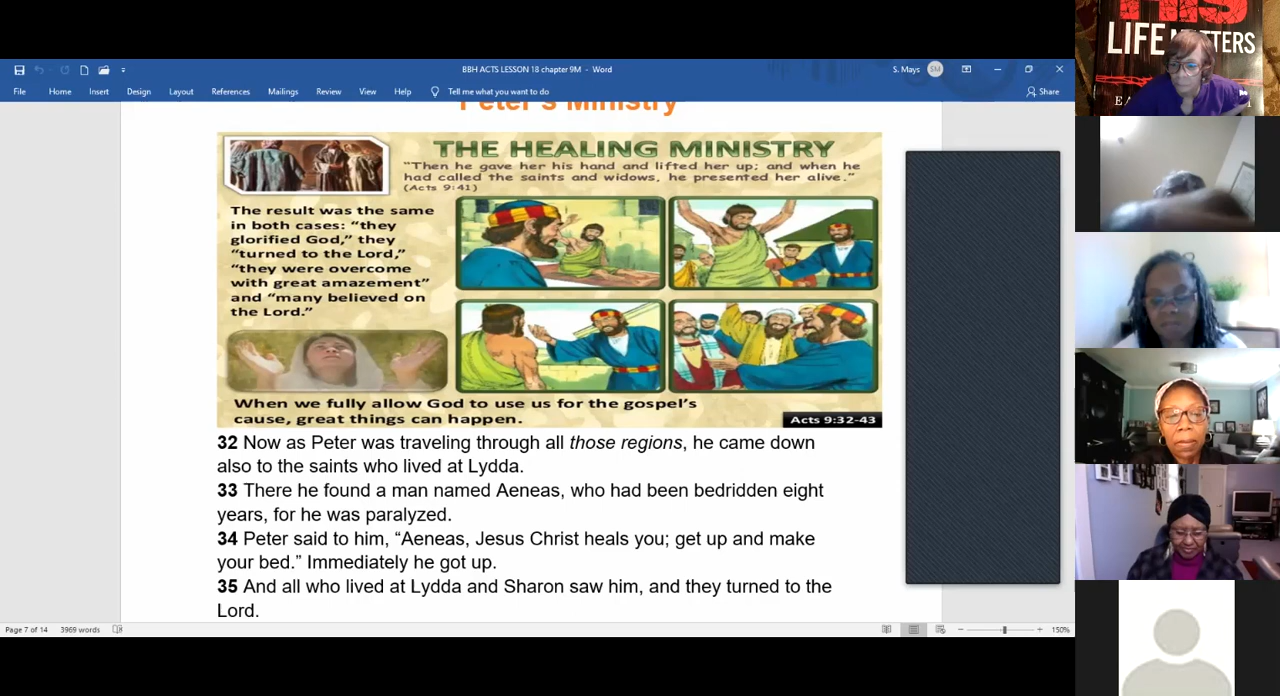 BBH ACTS LESSON 18 chapter 9M - Word
S. Mays
SM
File
Home
Insert
Design
Layout
References
Mailings
Review
View
Help
Tell me what you want to do
Share
Peter's Ministry
THE HEALING MINISTRY
"Then he gave her his hand and lifted her up; and when he
had called the saints and widows, he presented her alive."
(Acts 9:41)
The result was the same
in both cases: "they
glorified God," they
"turned to the Lord,"
"they were overcome
with great amazement"
and "many believed on
the Lord."
When we fully allow God to use us for the gospel's
cause, great things can happen.
Acts 9:32-43
32 Now as Peter was traveling through all those regions, he came down
also to the saints who lived at Lydda.
33 There he found a man named Aeneas, who had been bedridden eight
years, for he was paralyzed.
34 Peter said to him, “Aeneas, Jesus Christ heals you; get up and make
your bed.” Immediately he got up.
35 And all who lived at Lydda and Sharon saw him, and they turned to the
Lord.
Page 7 of 14
3969 words
150%
HIS
LIFE MATTERS